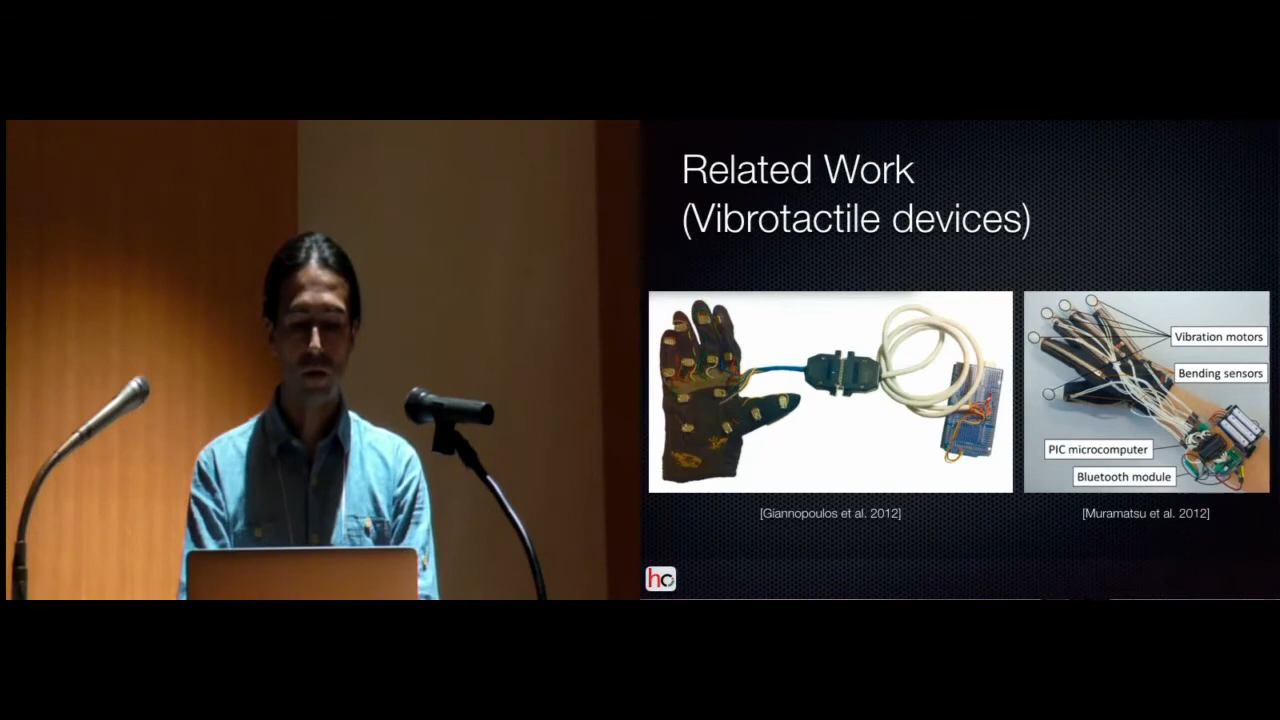 Related Work
(Vibrotactile devices)
Vibration motors
Bending sensors
PIC microcomputer
Bluetooth module
[Giannopoulos et al. 2012]
[Muramatsu et al. 2012]
hc